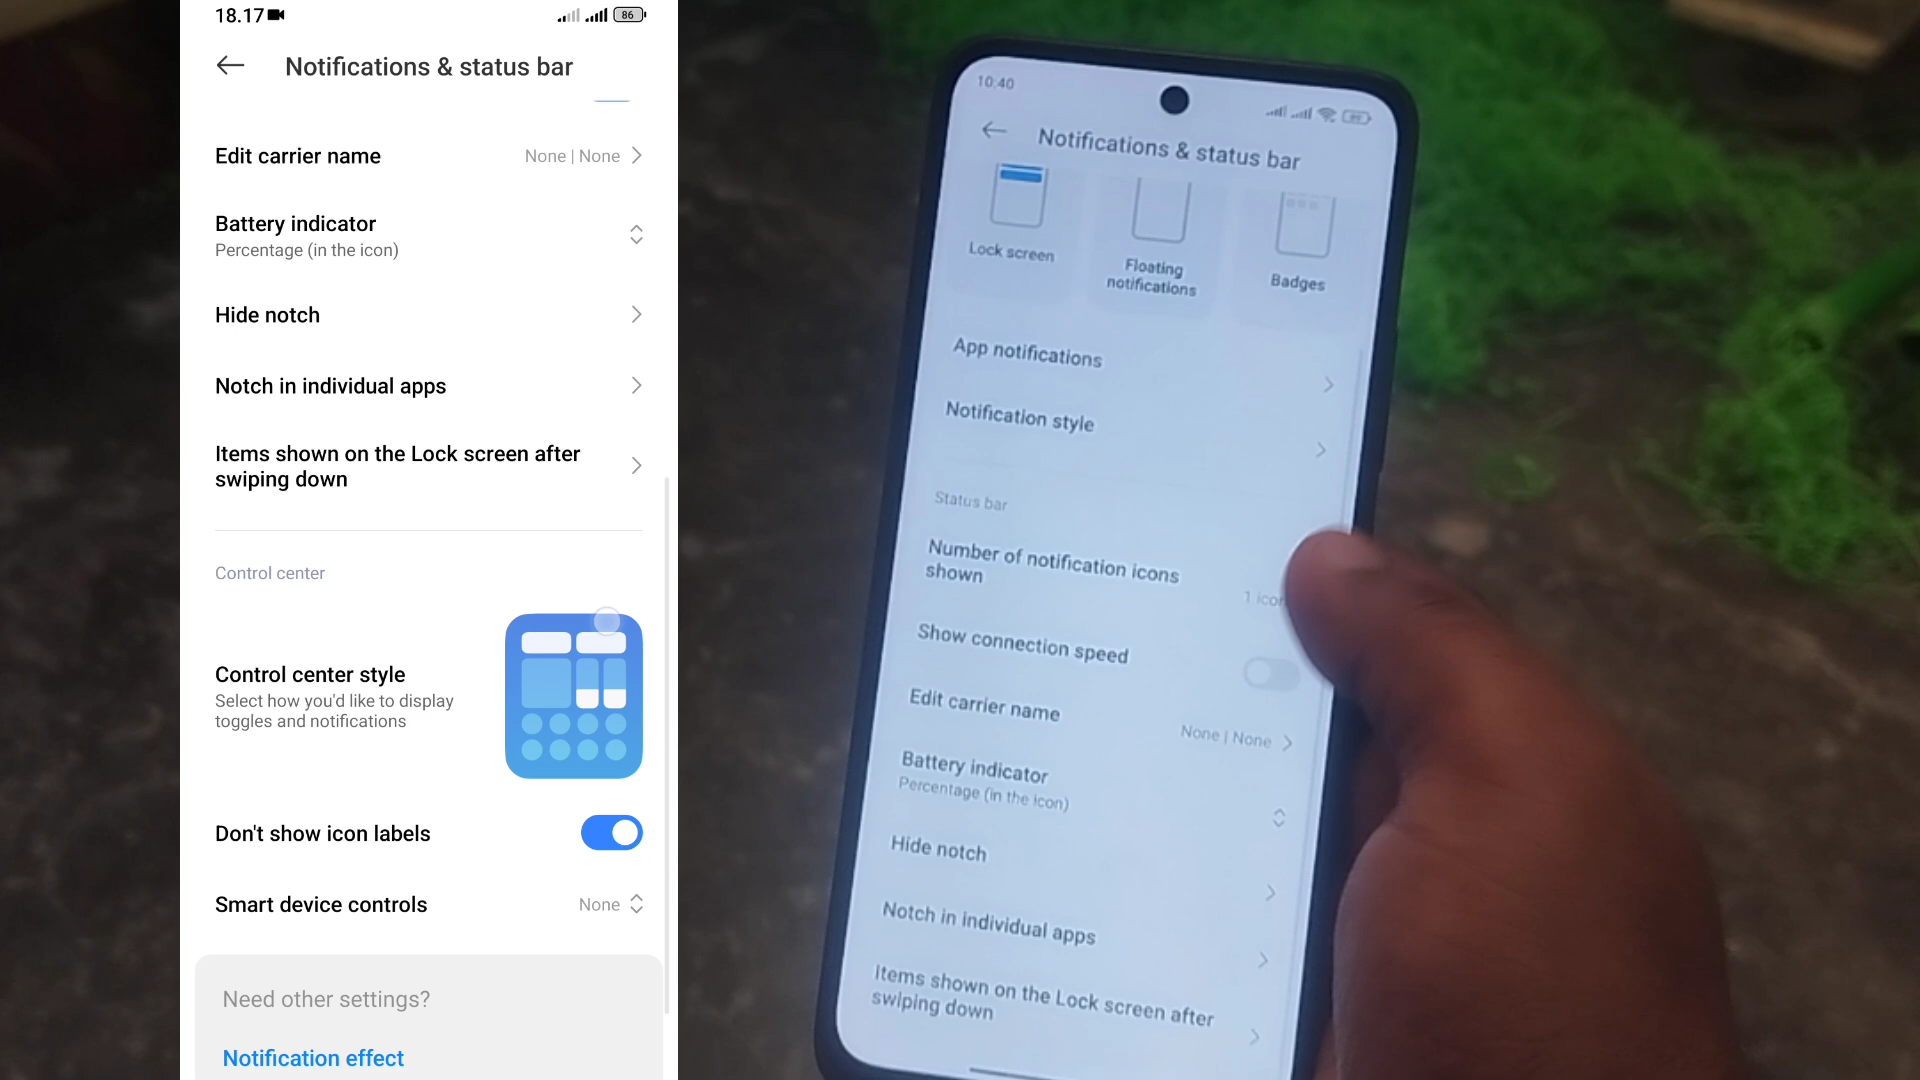 18.17
86
Notifications & status bar
Edit carrier name
None | None
Battery indicator
Percentage (in the icon)
Hide notch
Notch in individual apps
Items shown on the Lock screen after
swiping down
Control center
Control center style
Select how you'd like to display
toggles and notifications
Don't show icon labels
Smart device controls
None
Need other settings?
Notification effect
10:40
Notifications & status bar
Lock screen
Floating
notifications
Badges
App notifications
Notification style
Status bar
Number of notification icons
shown
1 icon
Show connection speed
Edit carrier name
None | None
Battery indicator
Percentage (in the icon)
Hide notch
Notch in individual apps
Items shown on the Lock screen after
swiping down